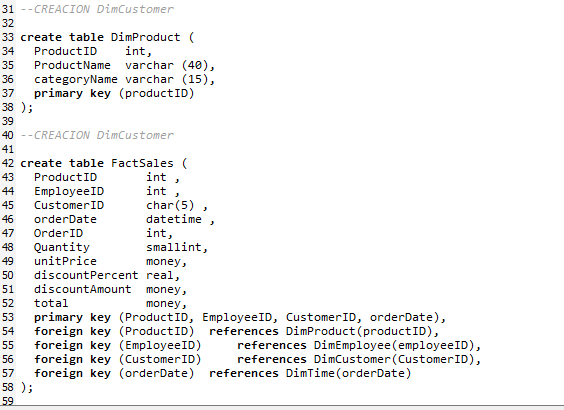 31 --CREACION DimCustomer
32
33 create table DimProduct (
34   ProductID    int,
35   ProductName  varchar (40),
36   categoryName varchar (15),
37   primary key (productID)
38 );
39
40 --CREACION DimCustomer
41
42 create table FactSales (
43   ProductID       int ,
44   EmployeeID      int ,
45   CustomerID      char(5) ,
46   orderDate       datetime ,
47   OrderID         int,
48   Quantity        smallint,
49   unitPrice       money,
50   discountPercent real,
51   discountAmount  money,
52   total           money,
53   primary key (ProductID, EmployeeID, CustomerID, orderDate),
54   foreign key (ProductID)  references DimProduct(productID),
55   foreign key (EmployeeID)     references DimEmployee(employeeID),
56   foreign key (CustomerID)     references DimCustomer(CustomerID),
57   foreign key (orderDate)  references DimTime(orderDate)
58 );
59